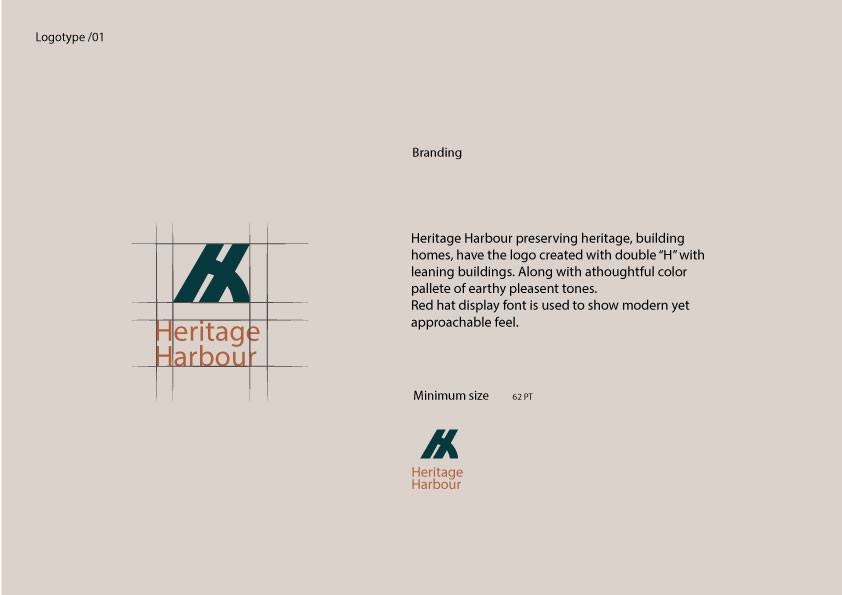 Logotype /01
Branding
Heritage Harbour preserving heritage, building
homes, have the logo created with double “H” with
leaning buildings. Along with athoughtful color
pallete of earthy pleasent tones.
Red hat display font is used to show modern yet
approachable feel.
Heritage
Harbour
Minimum size 62 PT
Heritage
Harbour